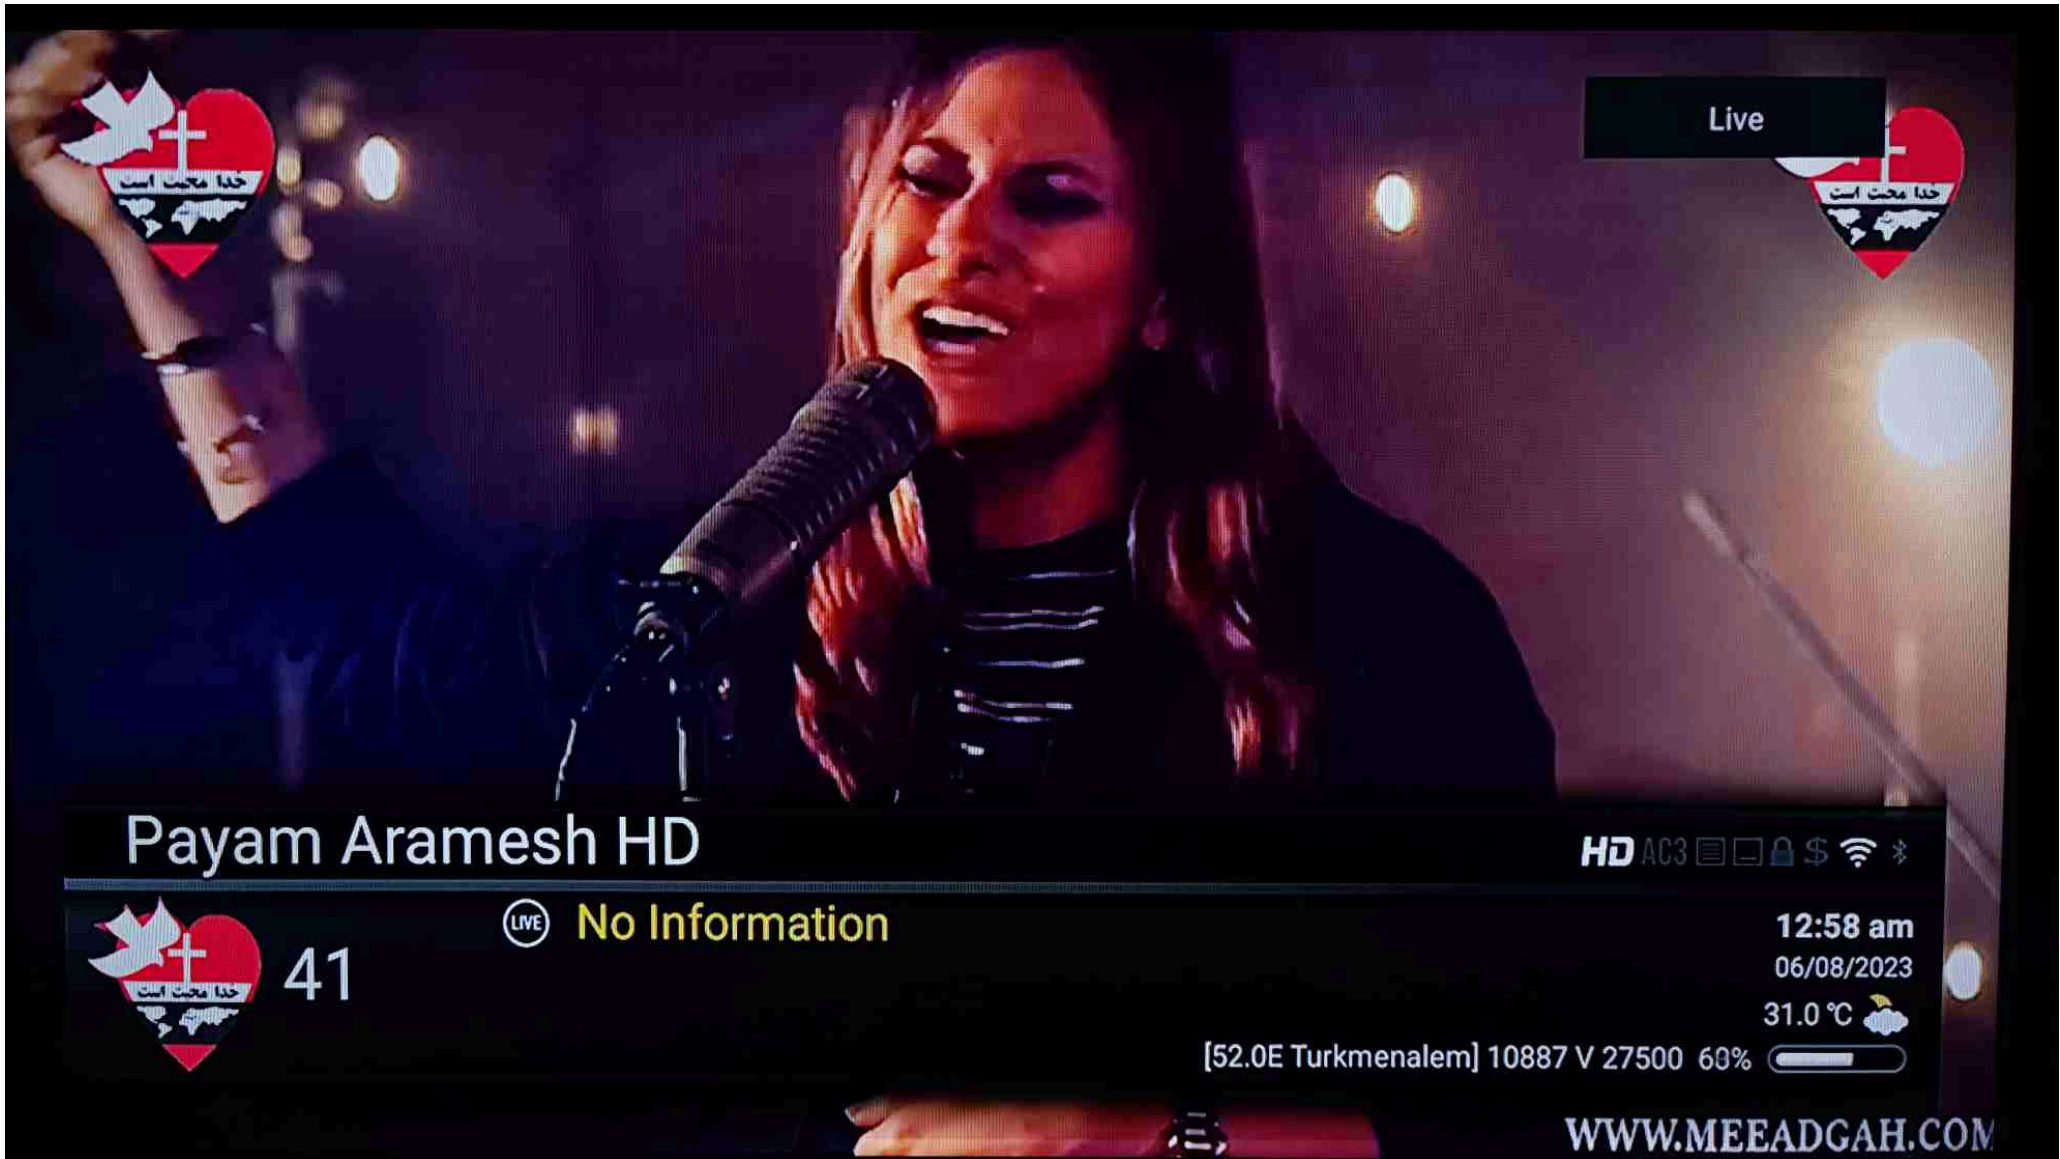 Live
خدا محبت است
خدا محبت است
Payam Aramesh HD
HD AC3 $
LIVE No Information
خدا محبت است
41
12:58 am
06/08/2023
31.0 °C
[52.0E Turkmenalem] 10887 V 27500 68%
WWW.MEEADGAH.COM